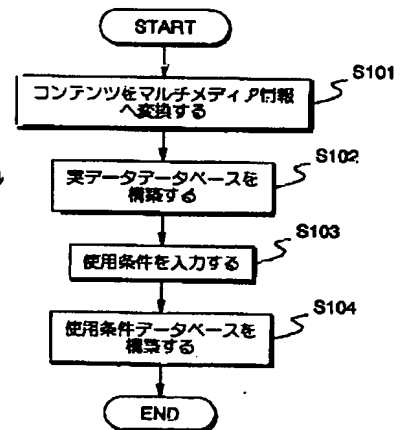 START
S101
コンテンツをマルチメディア情報
へ変換する
S102
実データデータベースを
構築する
S103
使用条件を入力する
S104
使用条件データベースを
構築する
END